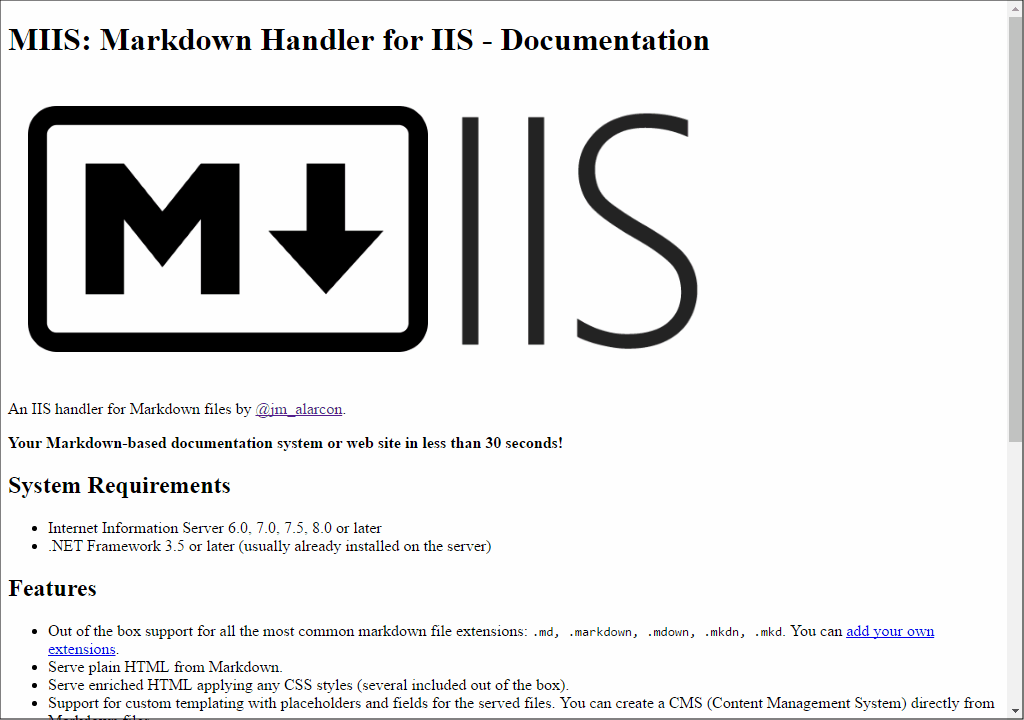 MIIS: Markdown Handler for IIS - Documentation
M IIS
An IIS handler for Markdown files by @jm_alarcon.
Your Markdown-based documentation system or web site in less than 30 seconds!
System Requirements
Internet Information Server 6.0, 7.0, 7.5, 8.0 or later
.NET Framework 3.5 or later (usually already installed on the server)
Features
Out of the box support for all the most common markdown file extensions: .md, .markdown, .mdown, .mkdn, .mkd. You can add your own
extensions.
Serve plain HTML from Markdown.
Serve enriched HTML applying any CSS styles (several included out of the box).
Support for custom templating with placeholders and fields for the served files. You can create a CMS (Content Management System) directly from
Markdown files